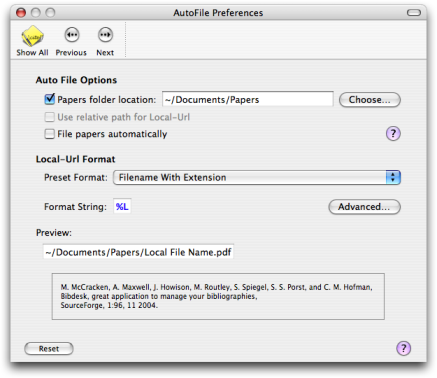 AutoFile Preferences
Show All Previous Next
Auto File Options
Papers folder location: ~/Documents/Papers Choose...
Use relative path for Local-Url
File papers automatically ?
Local-Url Format
Preset Format: Filename With Extension
Format String: %L Advanced...
Preview:
~/Documents/Papers/Local File Name.pdf
M. McCracken, A. Maxwell, J. Howison, M. Routley, S. Spiegel, S. S. Porst, and C. M. Hofman,
Bibdesk, great application to manage your bibliographies,
SourceForge, 1:96, 11 2004.
Reset ?